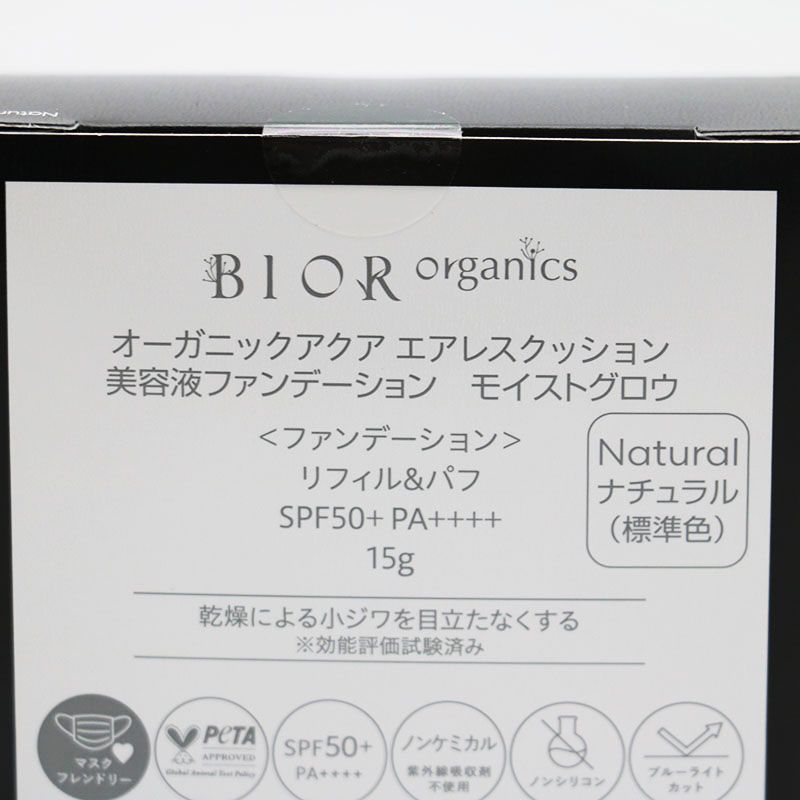 Natur
BIOR organics
オーガニックアクア エアレスクッション
美容液ファンデーション　モイストグロウ
＜ファンデーション＞
リフィル&パフ
SPF50+ PA++++
15g
Natural
ナチュラル
（標準色）
乾燥による小ジワを目立たなくする
※効能評価試験済み
マスク
フレンドリー
PETA
APPROVED
Global Animal Test Policy
SPF50+
PA++++
ノンケミカル
紫外線吸収剤
不使用
ノンシリコン
ブルーライト
カット